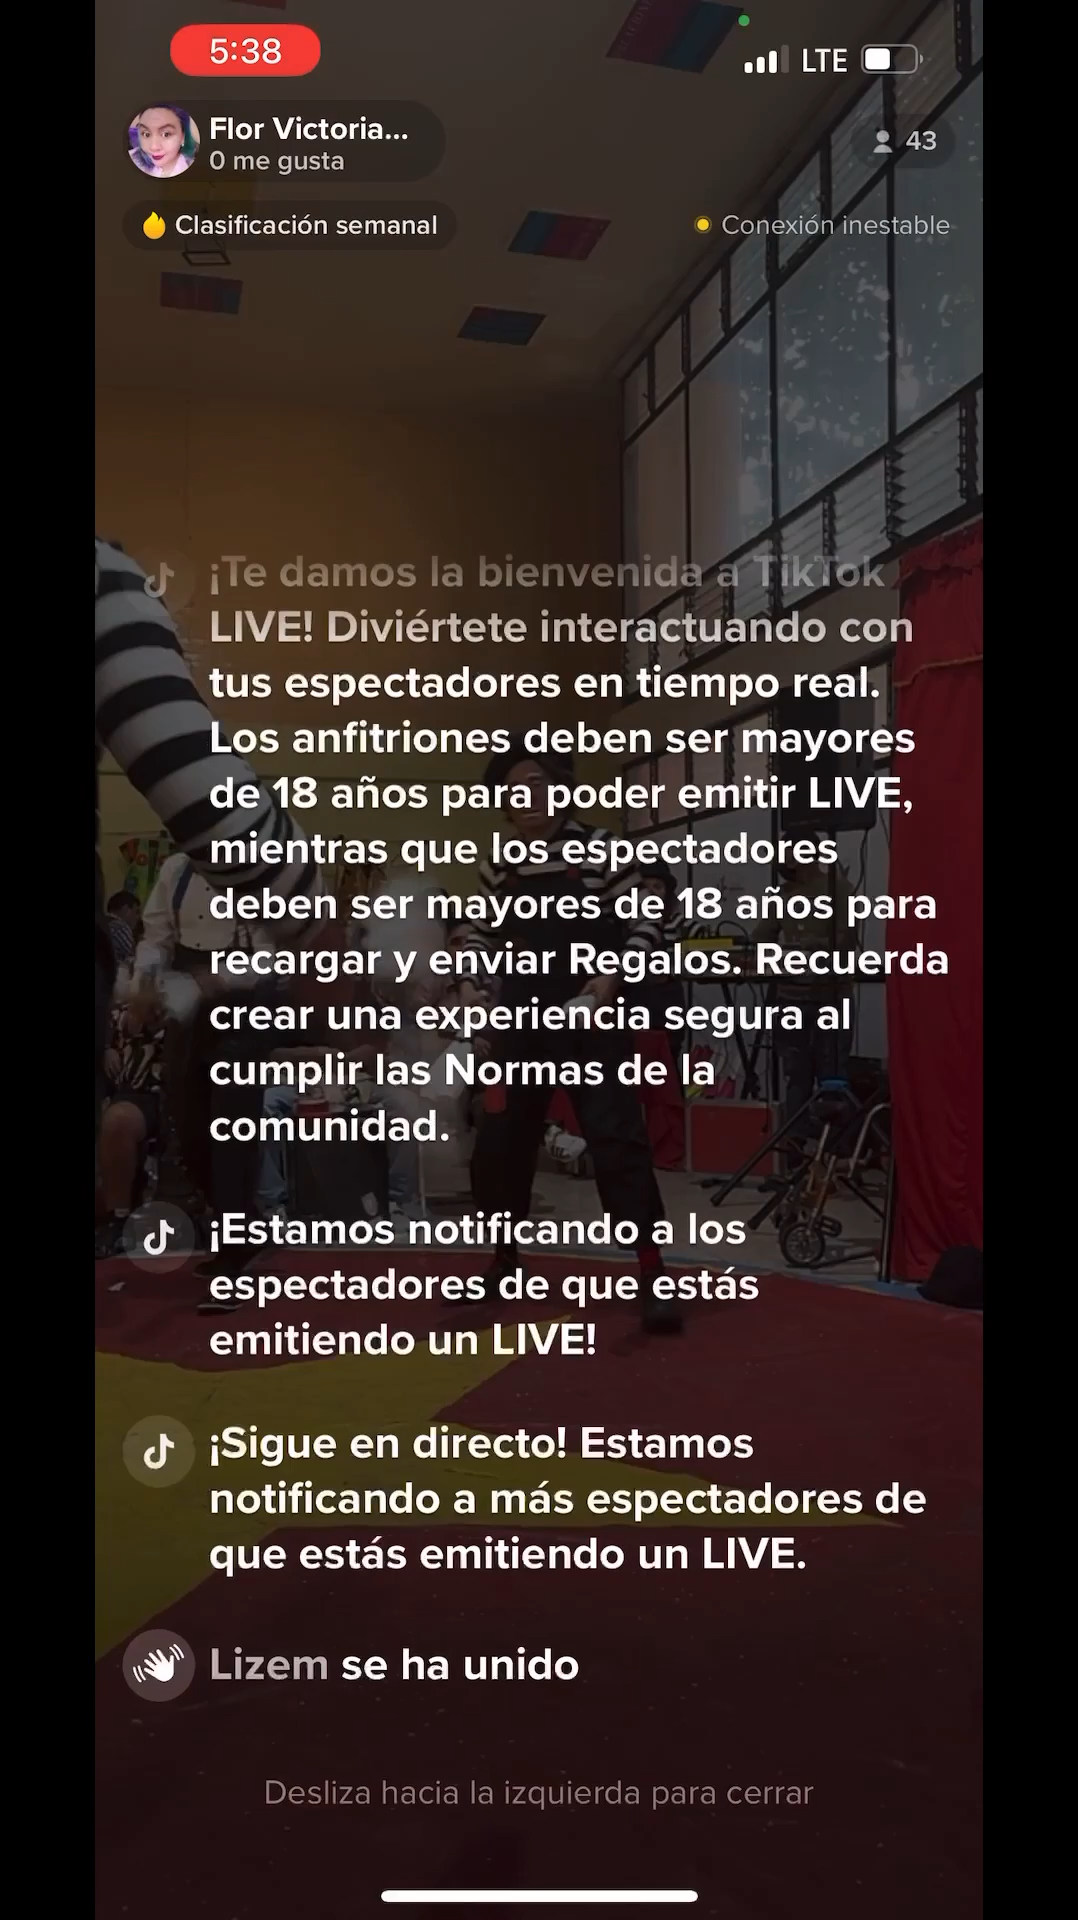 5:38
LTE
Flor Victoria...
0 me gusta
43
Clasificación semanal
Conexión inestable
¡Te damos la bienvenida a TikTok
LIVE! Diviértete interactuando con
tus espectadores en tiempo real.
Los anfitriones deben ser mayores
de 18 años para poder emitir LIVE,
mientras que los espectadores
deben ser mayores de 18 años para
recargar y enviar Regalos. Recuerda
crear una experiencia segura al
cumplir las Normas de la
comunidad.
¡Estamos notificando a los
espectadores de que estás
emitiendo un LIVE!
¡Sigue en directo! Estamos
notificando a más espectadores de
que estás emitiendo un LIVE.
Lizem se ha unido
Desliza hacia la izquierda para cerrar